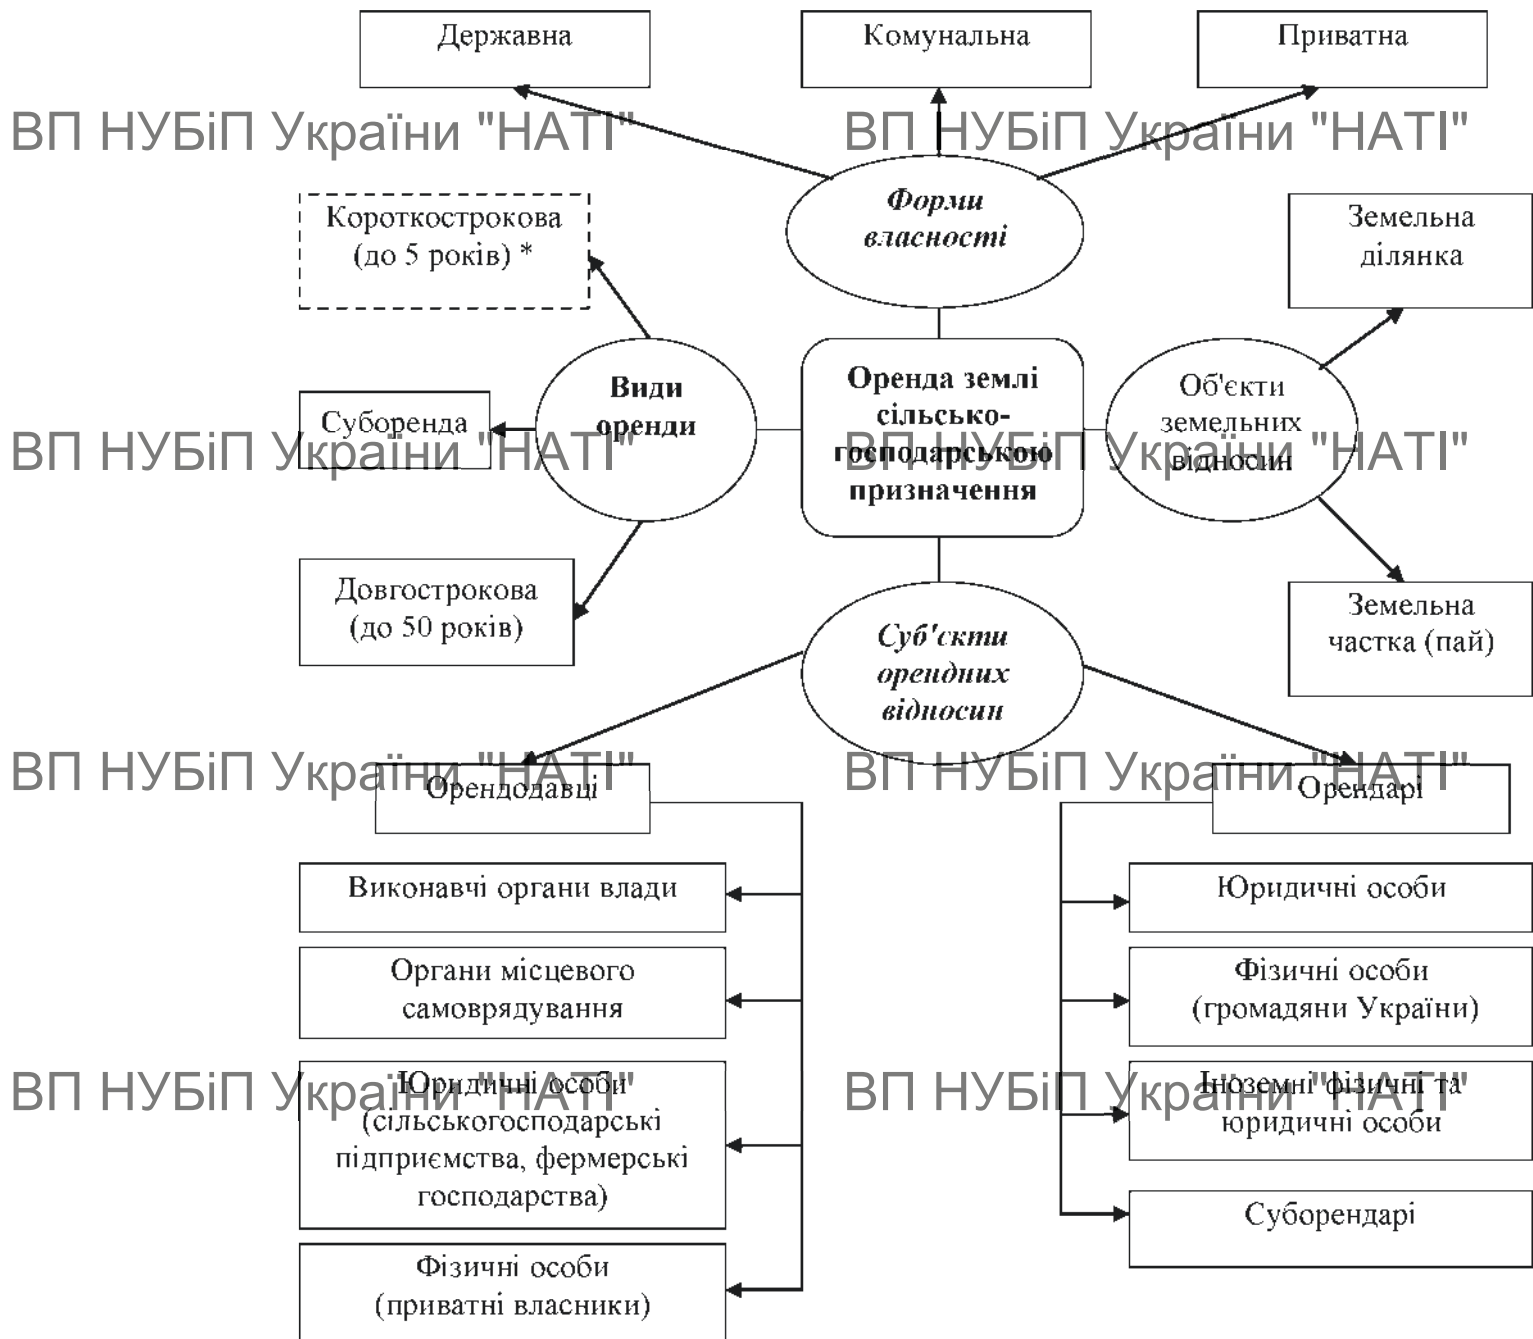 Державна
Комунальна
Приватна
ВП НУБіП України "НАТІ"
ВП НУБіП України "НАТІ"
Короткострокова
(до 5 років) *
Форми
власності
Земельна
ділянка
Види
оренди
Оренда землі
сільсько-
господарською
призначення
Об'єкти
земельних
відносин
Суборенда
ВП НУБіП України "НАТІ"
ВП НУБіП України "НАТІ"
Довгострокова
(до 50 років)
Суб'єкти
орендних
відносин
Земельна
частка (пай)
ВП НУБіП України "НАТІ"
ВП НУБіП України "НАТІ"
Орендодавці
Орендарі
Виконавчі органи влади
Юридичні особи
Органи місцевого
самоврядування
Фізичні особи
(громадяни України)
ВП НУБіП України "НАТІ"
ВП НУБіП України "НАТІ"
Юридичні особи
(сільськогосподарські
підприємства, фермерські
господарства)
Іноземні фізичні та
юридичні особи
Суборендарі
Фізичні особи
(приватні власники)